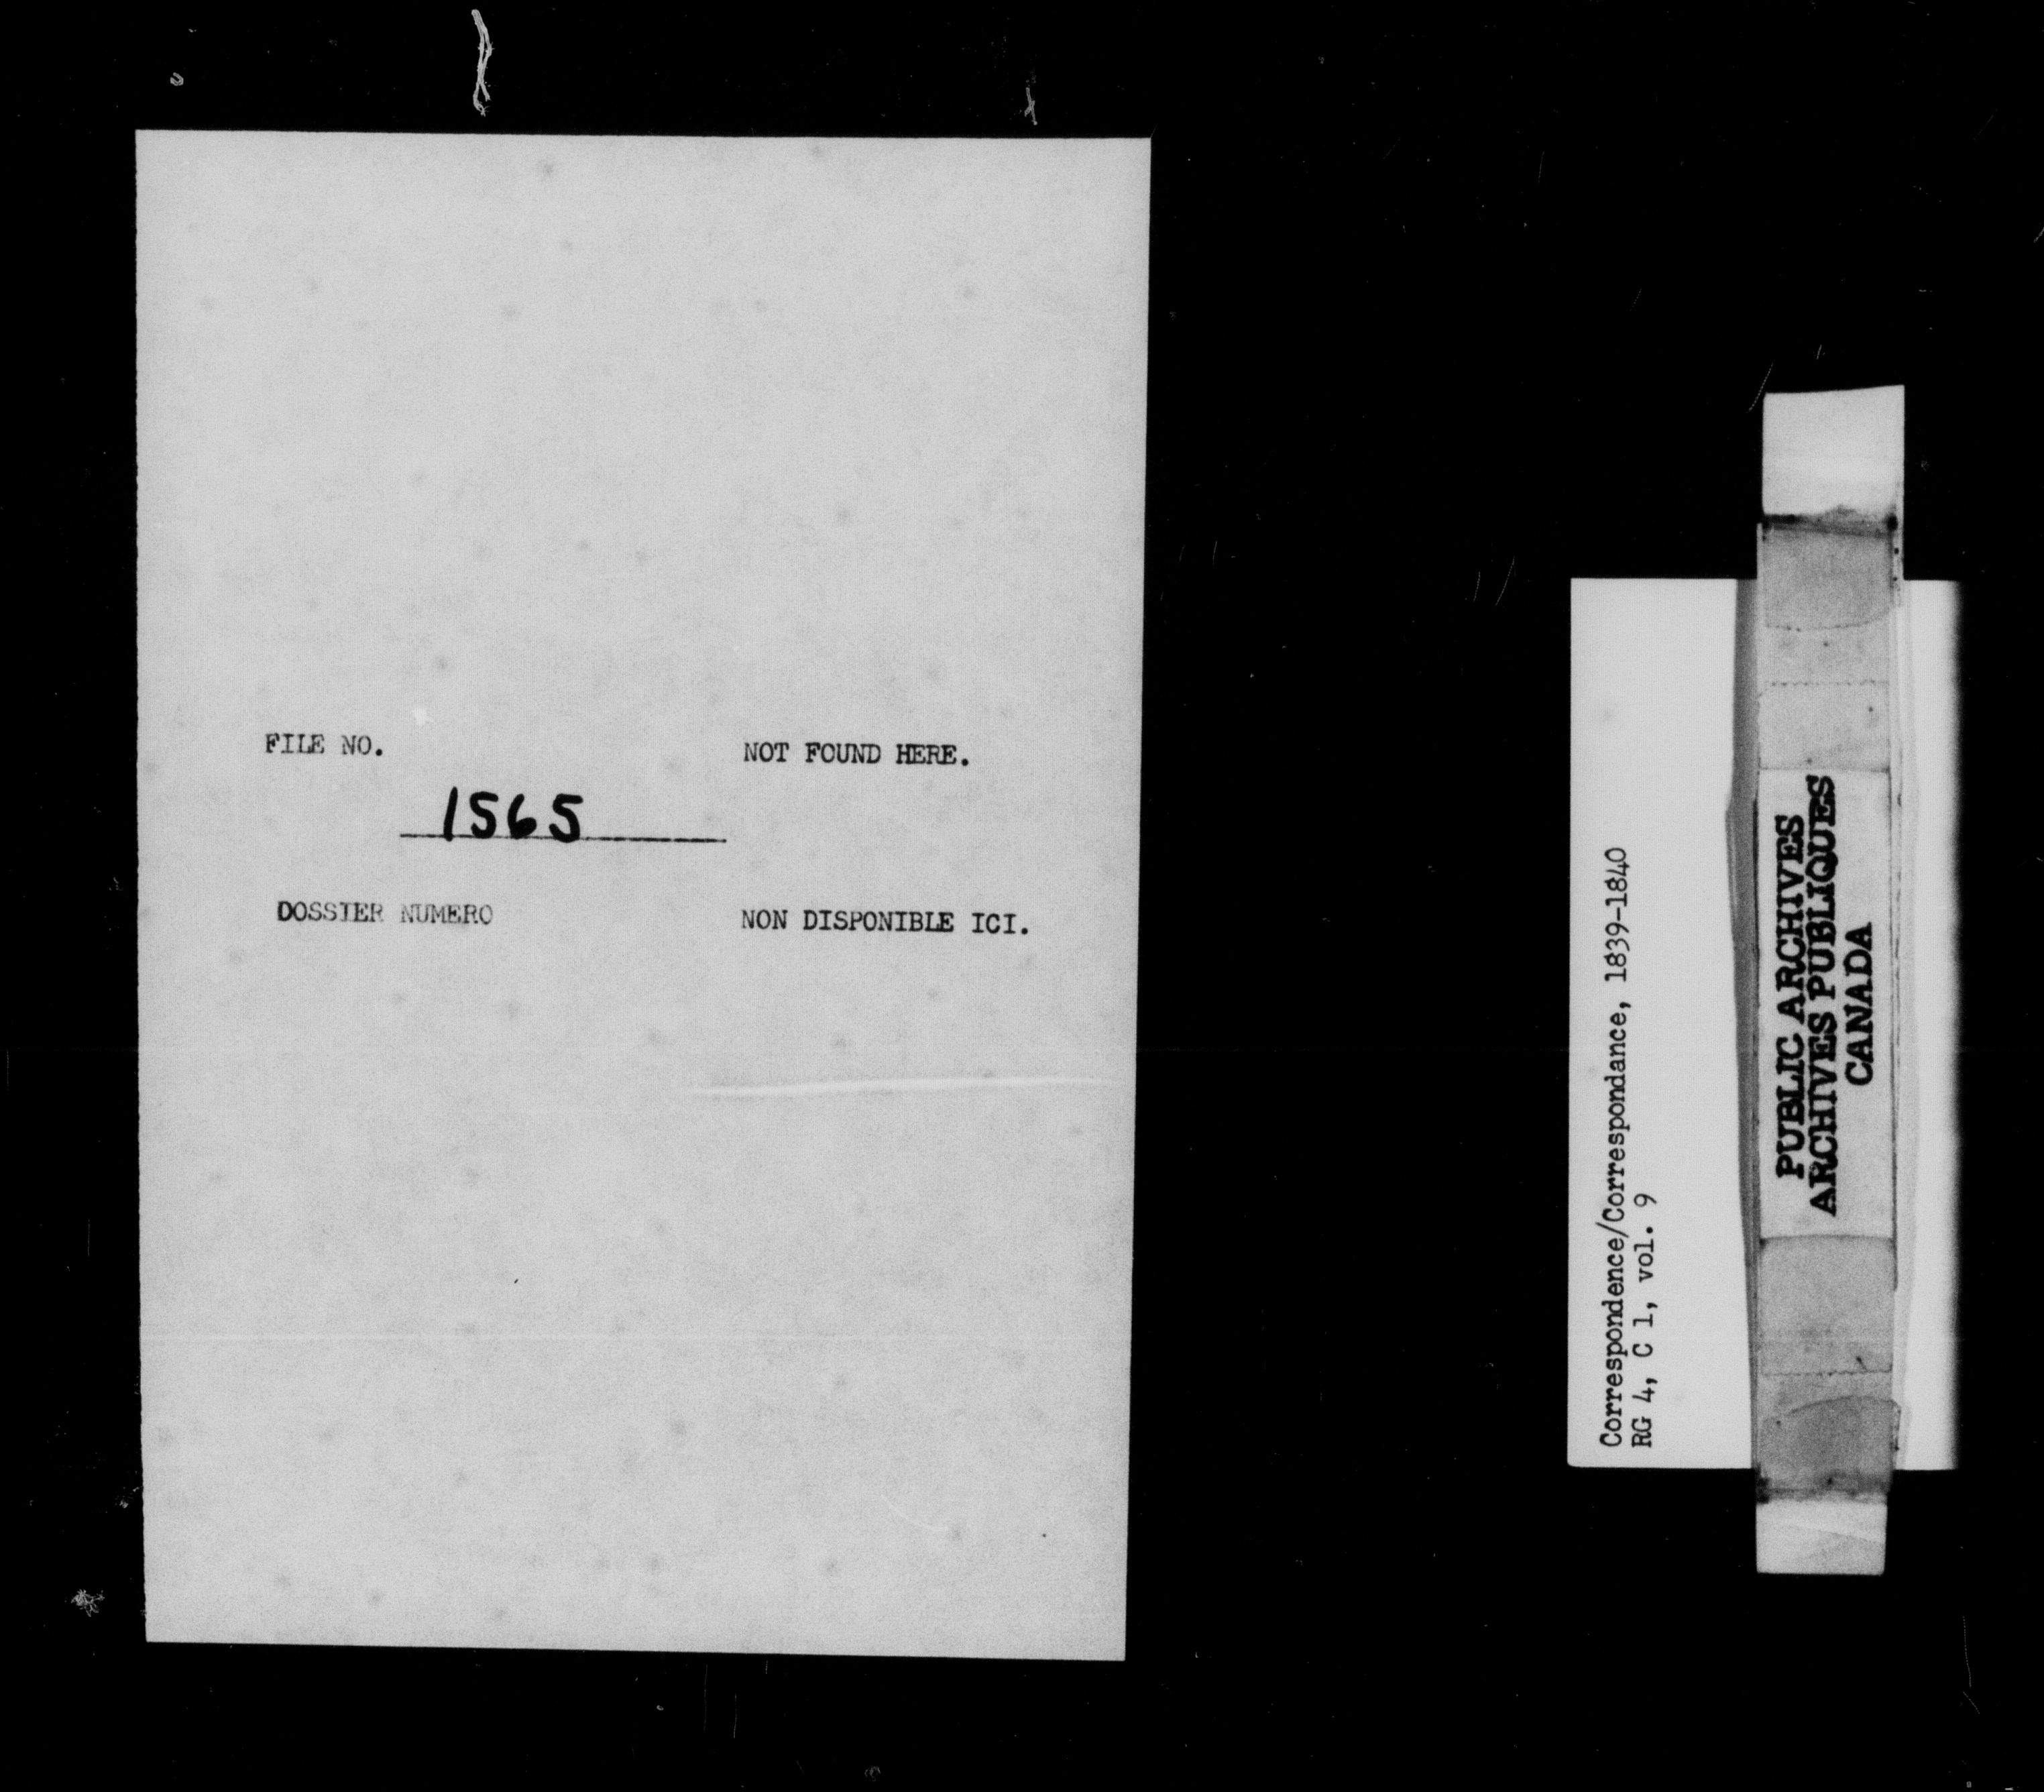 FILE NO. NOT FOUND HERE.
1565
DOSSIER NUMERO NON DISPONIBLE ICI.
Correspondence/Correspondance, 1839-1840
RG 4, C 1, vol. 9
PUBLIC ARCHIVES
ARCHIVES PUBLIQUES
CANADA